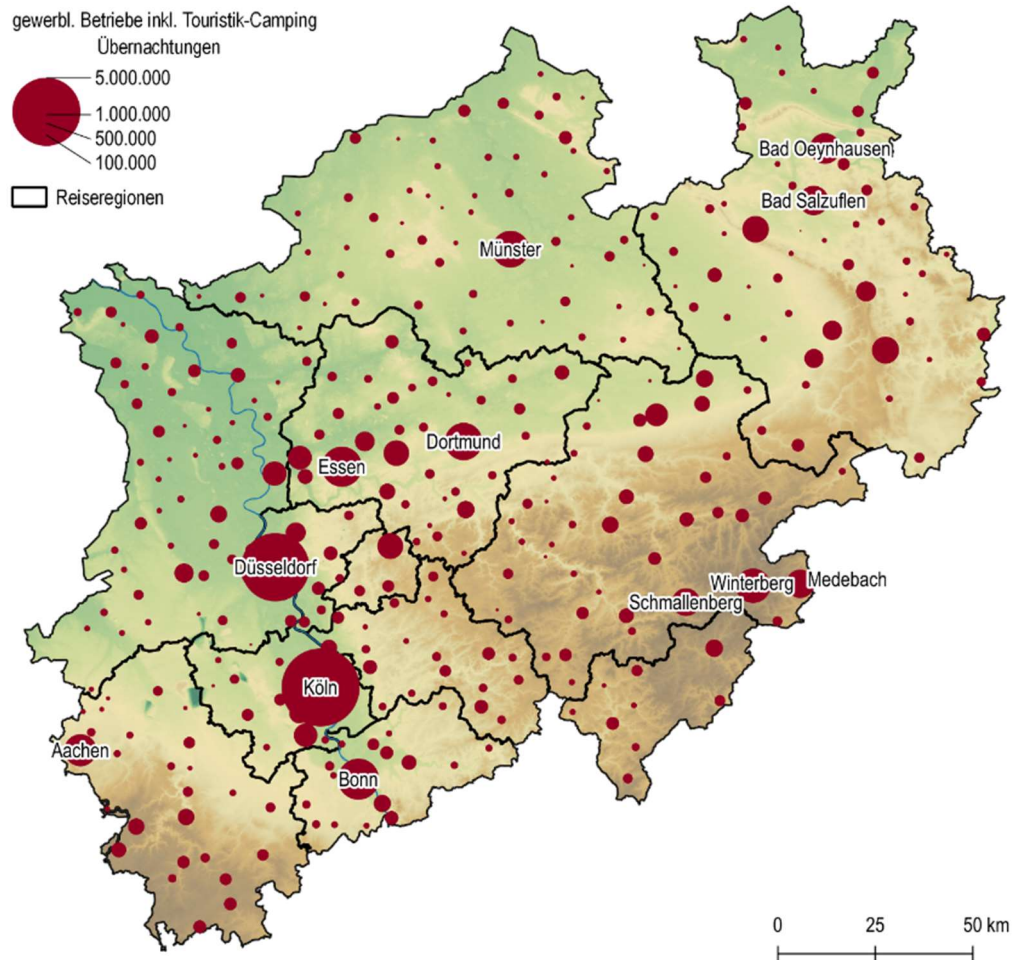 gewerbl. Betriebe inkl. Touristik-Camping
Übernachtungen
5.000.000
1.000.000
500.000
100.000
Reiseregionen
Bad Oeynhausen
Bad Salzuflen
Münster
Dortmund
Essen
Düsseldorf
Winterberg
Medebach
Schmallenberg
Köln
Aachen
Bonn
0 25 50 km